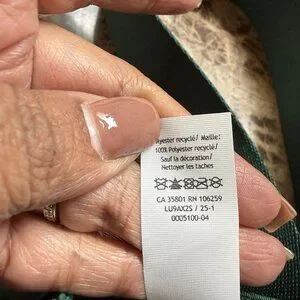 olyester recyclé/ Maille:
100% Polyester recyclé/
Sauf la décoration/
Nettoyer les taches
CA 35801 RN 106259
LU9AX2S / 25-1
0005100-04